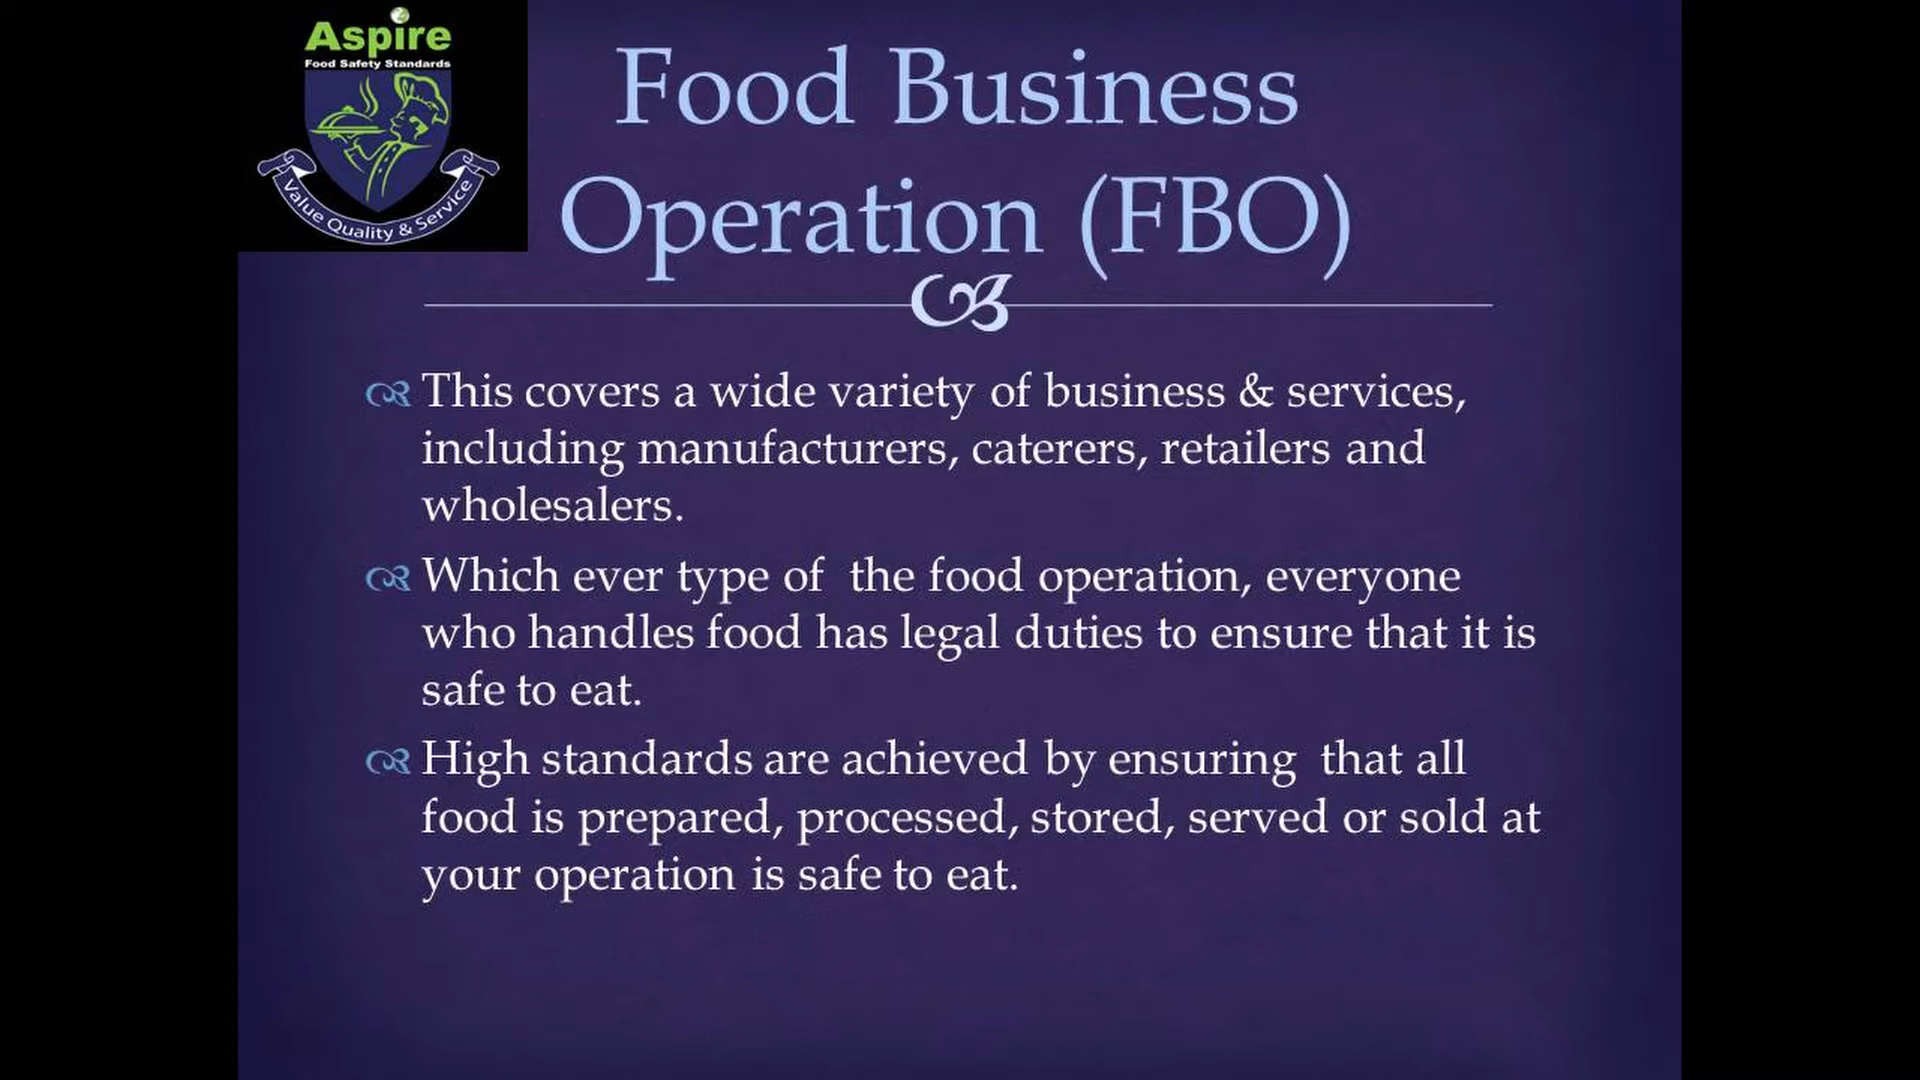 Aspire
Food Safety Standards
Value Quality & Service
Food Business
Operation (FBO)
This covers a wide variety of business & services,
including manufacturers, caterers, retailers and
wholesalers.
Which ever type of the food operation, everyone
who handles food has legal duties to ensure that it is
safe to eat.
High standards are achieved by ensuring that all
food is prepared, processed, stored, served or sold at
your operation is safe to eat.